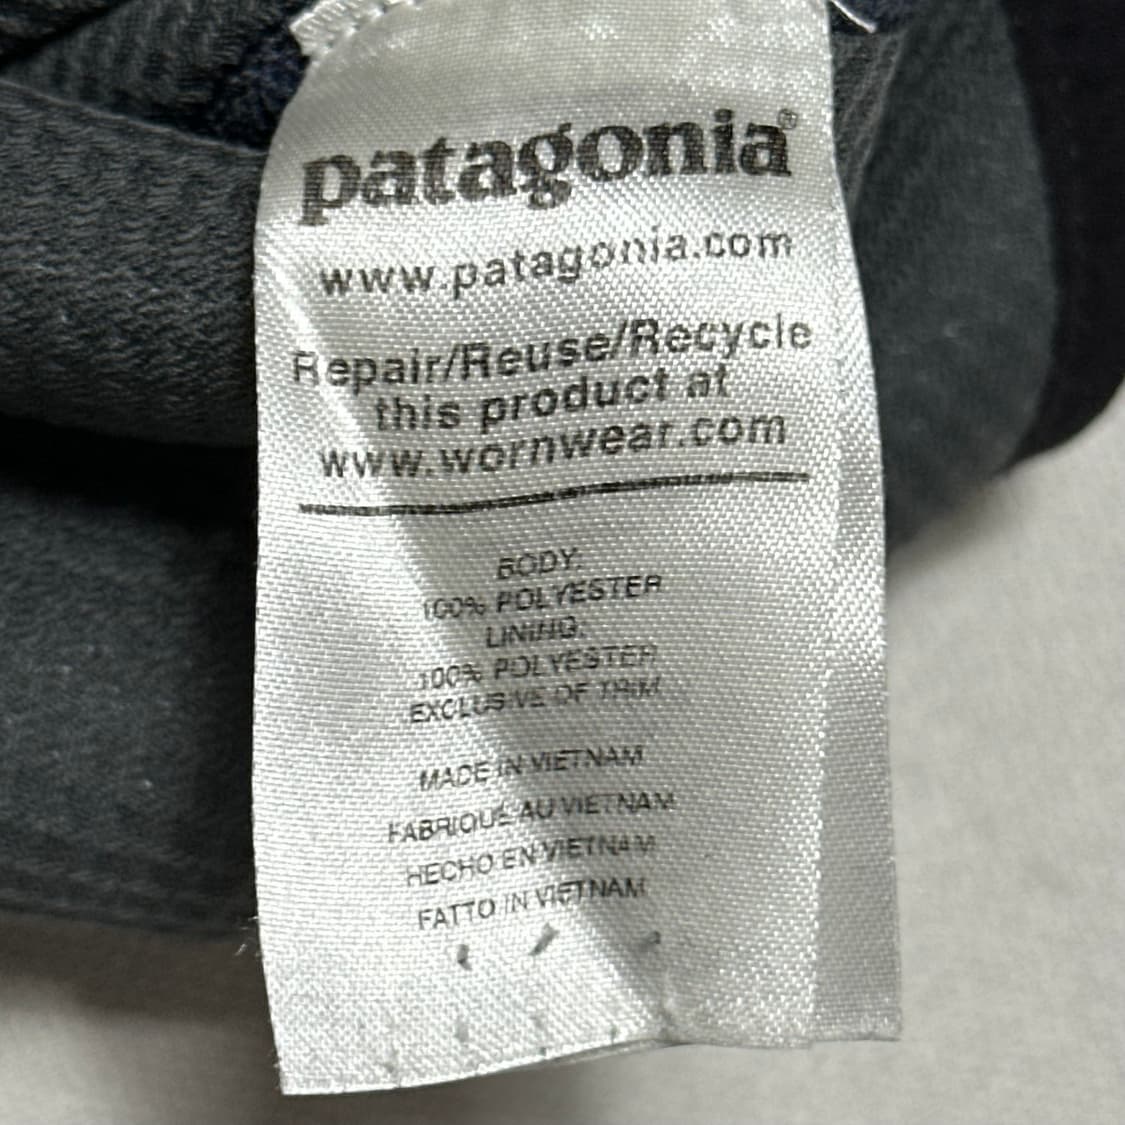 patagonia®
www.patagonia.com
Repair/Reuse/Recycle
this product at
www.wornwear.com
BODY:
100% POLYESTER
LINING:
100% POLYESTER
EXCLUSIVE OF TRIM
MADE IN VIETNAM
FABRIQUÉ AU VIETNAM
HECHO EN VIETNAM
FATTO IN VIETNAM